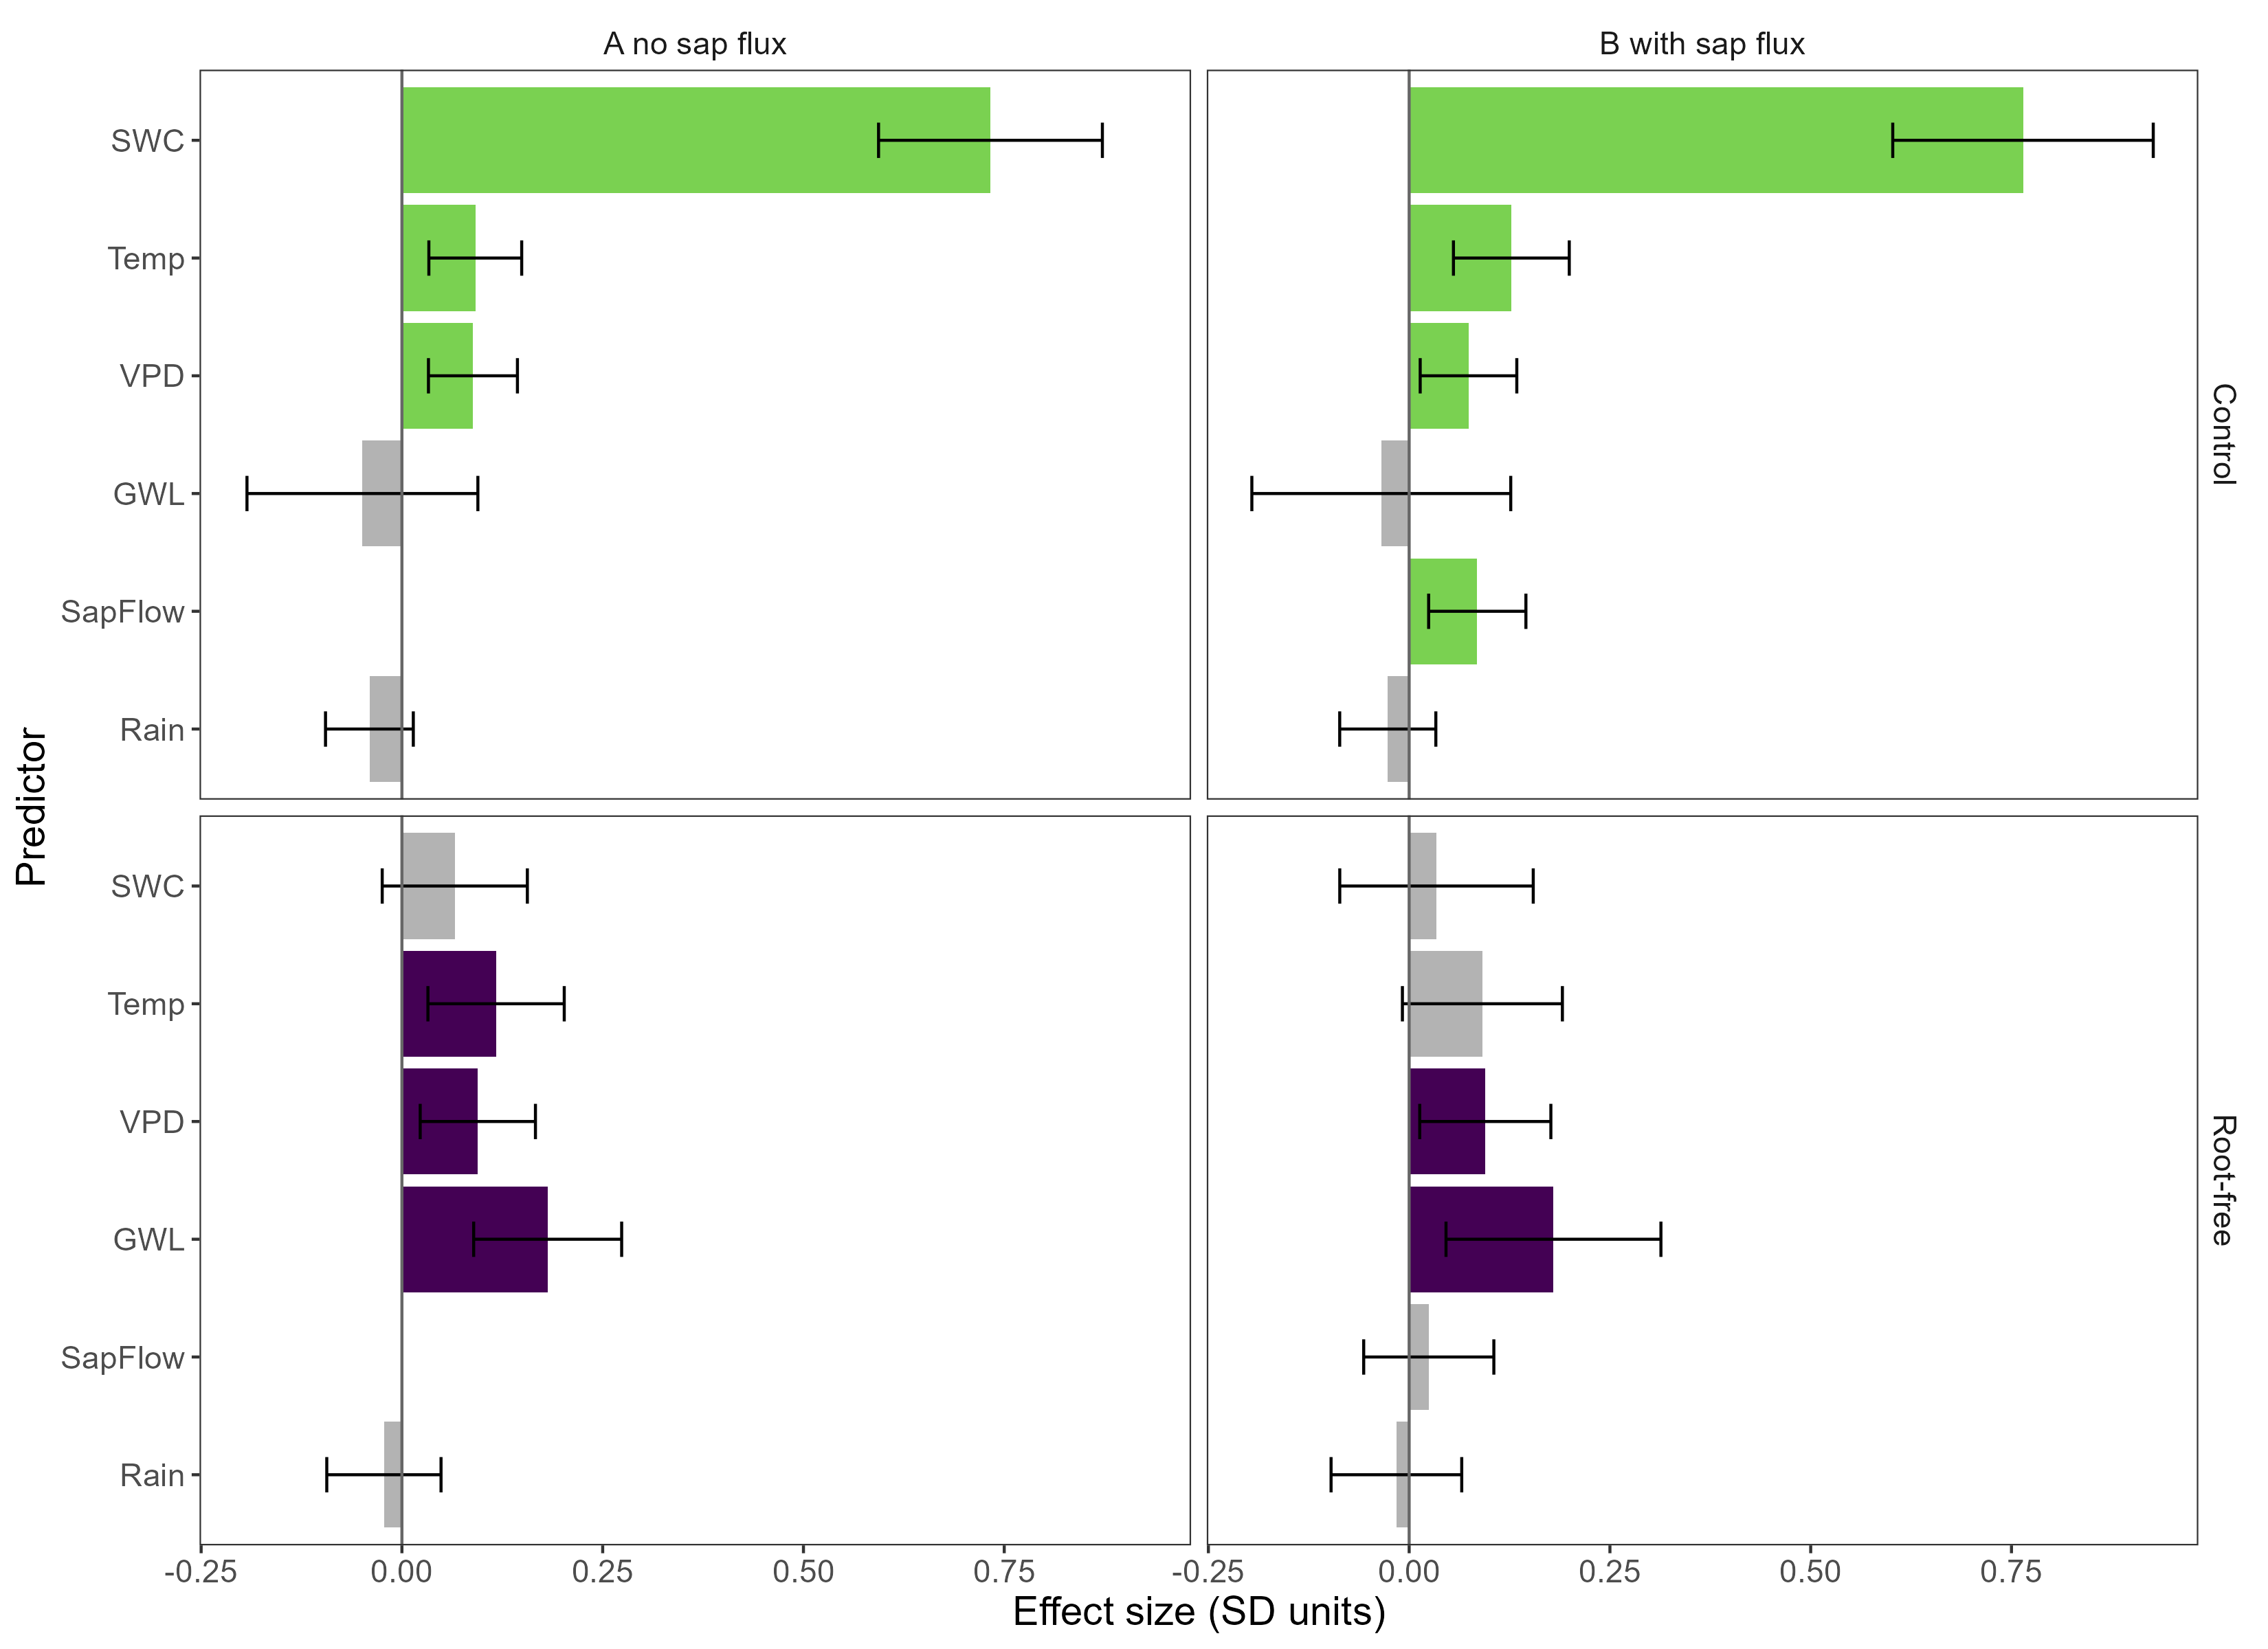 A no sap flux
B with sap flux
SWC
Temp
VPD
GWL
SapFlow
Rain
Control
SWC
Temp
VPD
GWL
SapFlow
Rain
Root-free
Predictor
-0.25 0.00 0.25 0.50 0.75
-0.25 0.00 0.25 0.50 0.75
Effect size (SD units)